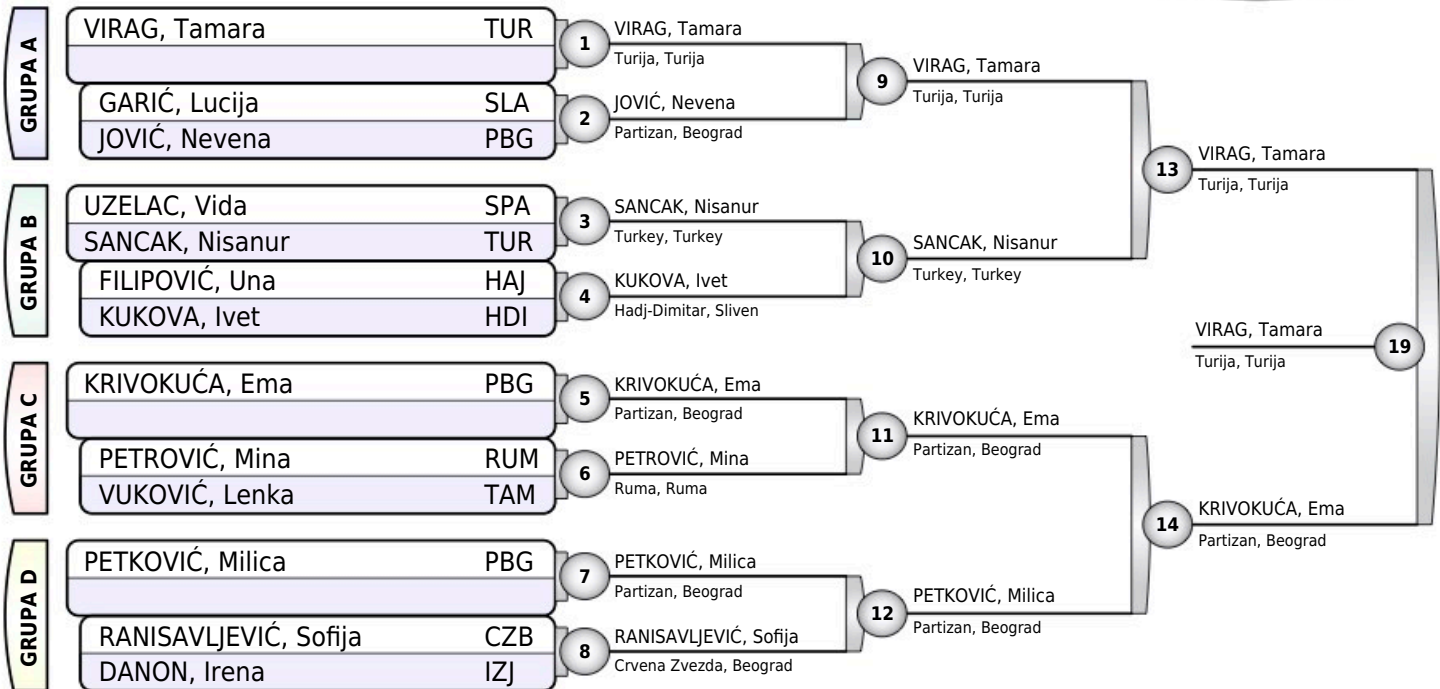 GRUPA A
VIRAG, Tamara TUR
GARIĆ, Lucija SLA
JOVIĆ, Nevena PBG
GRUPA B
UZELAC, Vida SPA
SANCAK, Nisanur TUR
FILIPOVIĆ, Una HAJ
KUKOVA, Ivet HDI
GRUPA C
KRIVOKUĆA, Ema PBG
PETROVIĆ, Mina RUM
VUKOVIĆ, Lenka TAM
GRUPA D
PETKOVIĆ, Milica PBG
RANISAVLJEVIĆ, Sofija CZB
DANON, Irena IZJ
1
VIRAG, Tamara
Turija, Turija
2
JOVIĆ, Nevena
Partizan, Beograd
3
SANCAK, Nisanur
Turkey, Turkey
4
KUKOVA, Ivet
Hadj-Dimitar, Sliven
5
KRIVOKUĆA, Ema
Partizan, Beograd
6
PETROVIĆ, Mina
Ruma, Ruma
7
PETKOVIĆ, Milica
Partizan, Beograd
8
RANISAVLJEVIĆ, Sofija
Crvena Zvezda, Beograd
9
VIRAG, Tamara
Turija, Turija
10
SANCAK, Nisanur
Turkey, Turkey
11
KRIVOKUĆA, Ema
Partizan, Beograd
12
PETKOVIĆ, Milica
Partizan, Beograd
13
VIRAG, Tamara
Turija, Turija
14
KRIVOKUĆA, Ema
Partizan, Beograd
VIRAG, Tamara
Turija, Turija
19